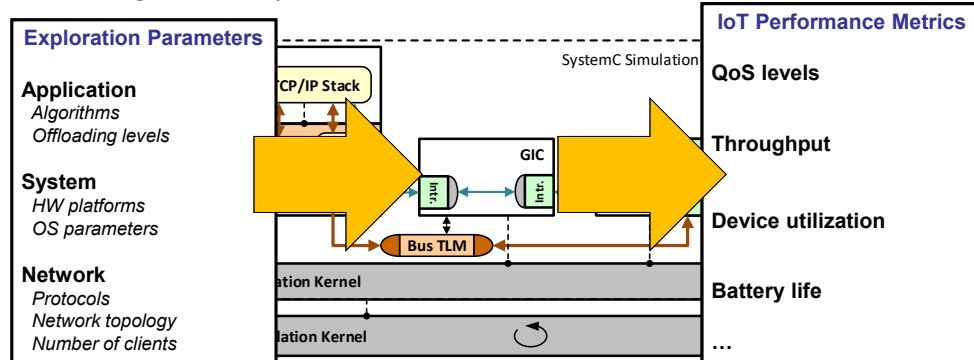 Exploration Parameters
Application
Algorithms
Offloading levels
System
HW platforms
OS parameters
Network
Protocols
Network topology
Number of clients
TCP/IP Stack
SystemC Simulation
GIC
Intr.
Intr.
Bus TLM
Kernel
Kernel
IoT Performance Metrics
QoS levels
Throughput
Device utilization
Battery life
...